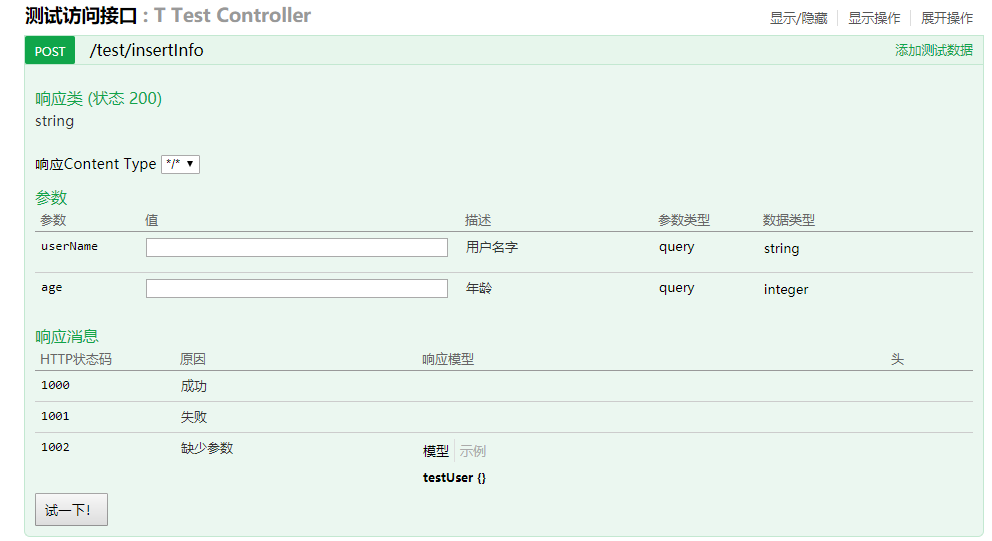 测试访问接口 : T Test Controller 显示/隐藏 显示操作 展开操作
POST /test/insertInfo 添加测试数据
响应类 (状态 200)
string
响应Content Type */*
参数
参数 值 描述 参数类型 数据类型
userName 用户名字 query string
age 年龄 query integer
响应消息
HTTP状态码 原因 响应模型 头
1000 成功
1001 失败
1002 缺少参数 模型 示例
testUser {}
试一下!